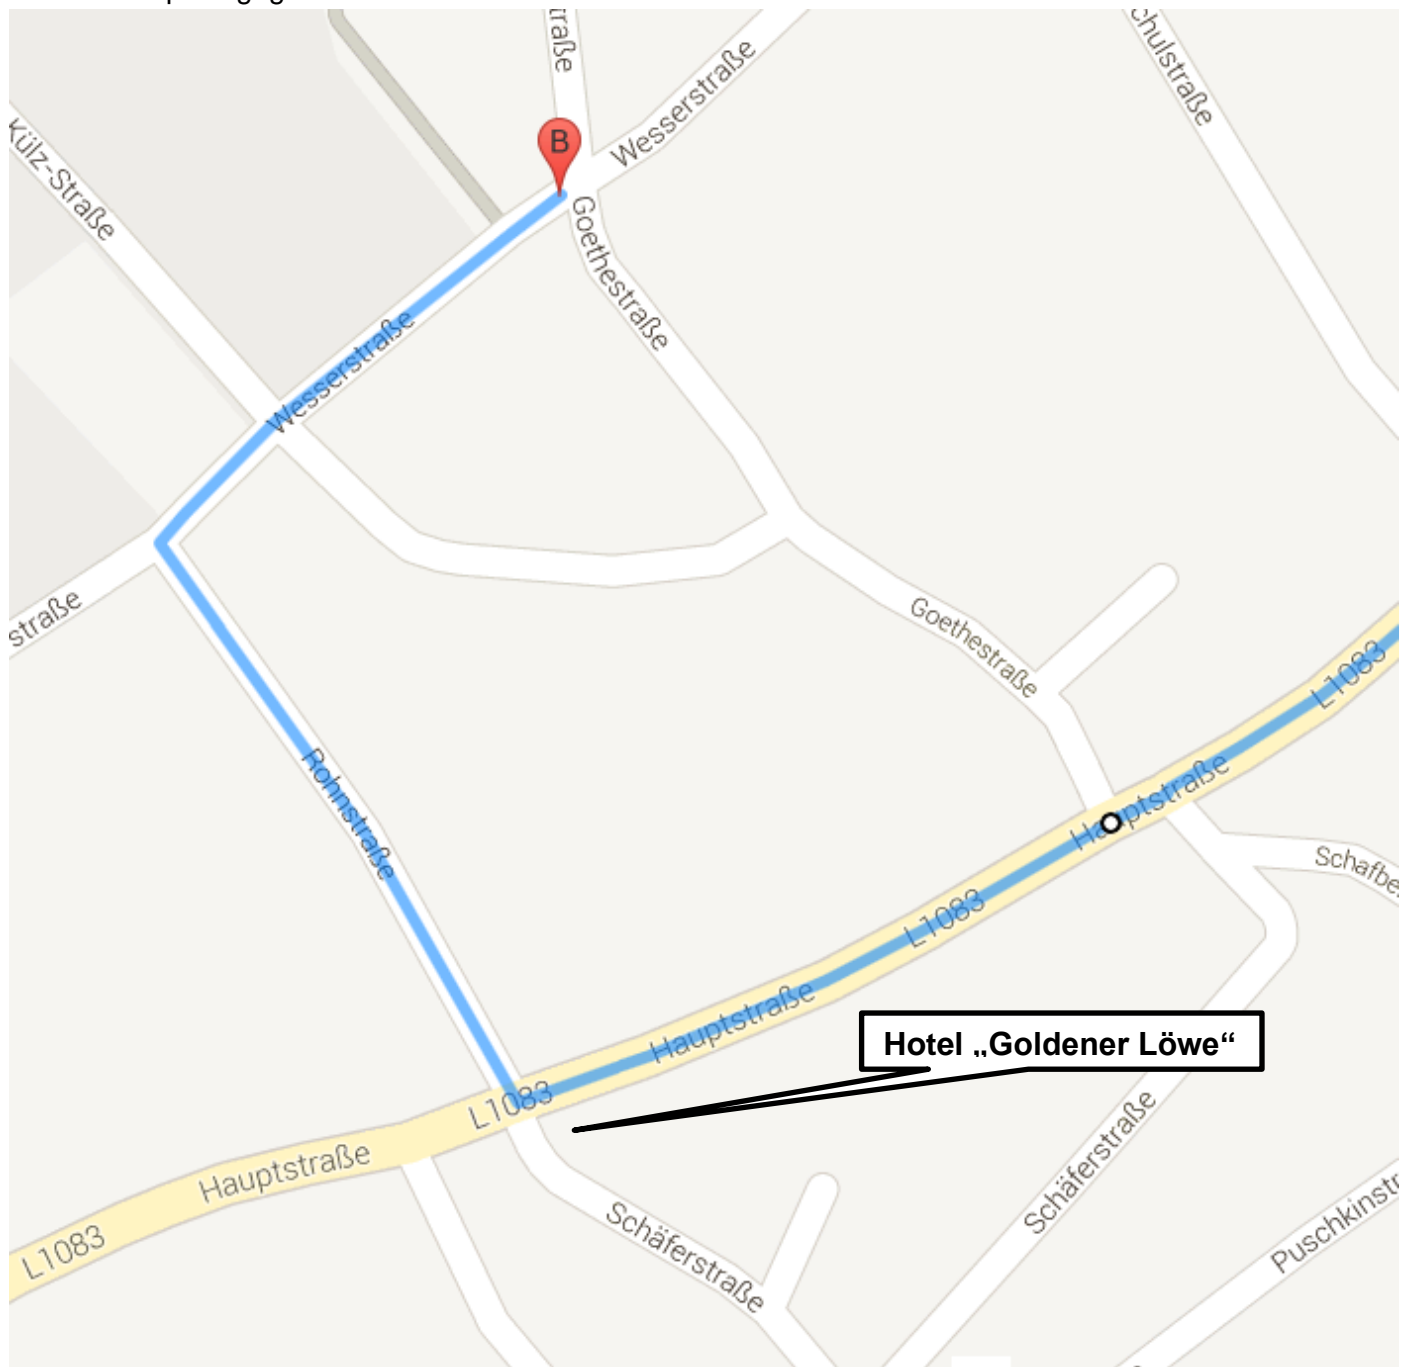 traße
Wesserstraße
chulstraße
Külz-Straße
B
Goethestraße
Wesserstraße
straße
Goethestraße
L1083
Rohnstraße
Hauptstraße
Schafbe
L1083
Hauptstraße
Hotel „Goldener Löwe“
L1083
Hauptstraße
Schäferstraße
Schäferstraße
Puschkinstr
L1083